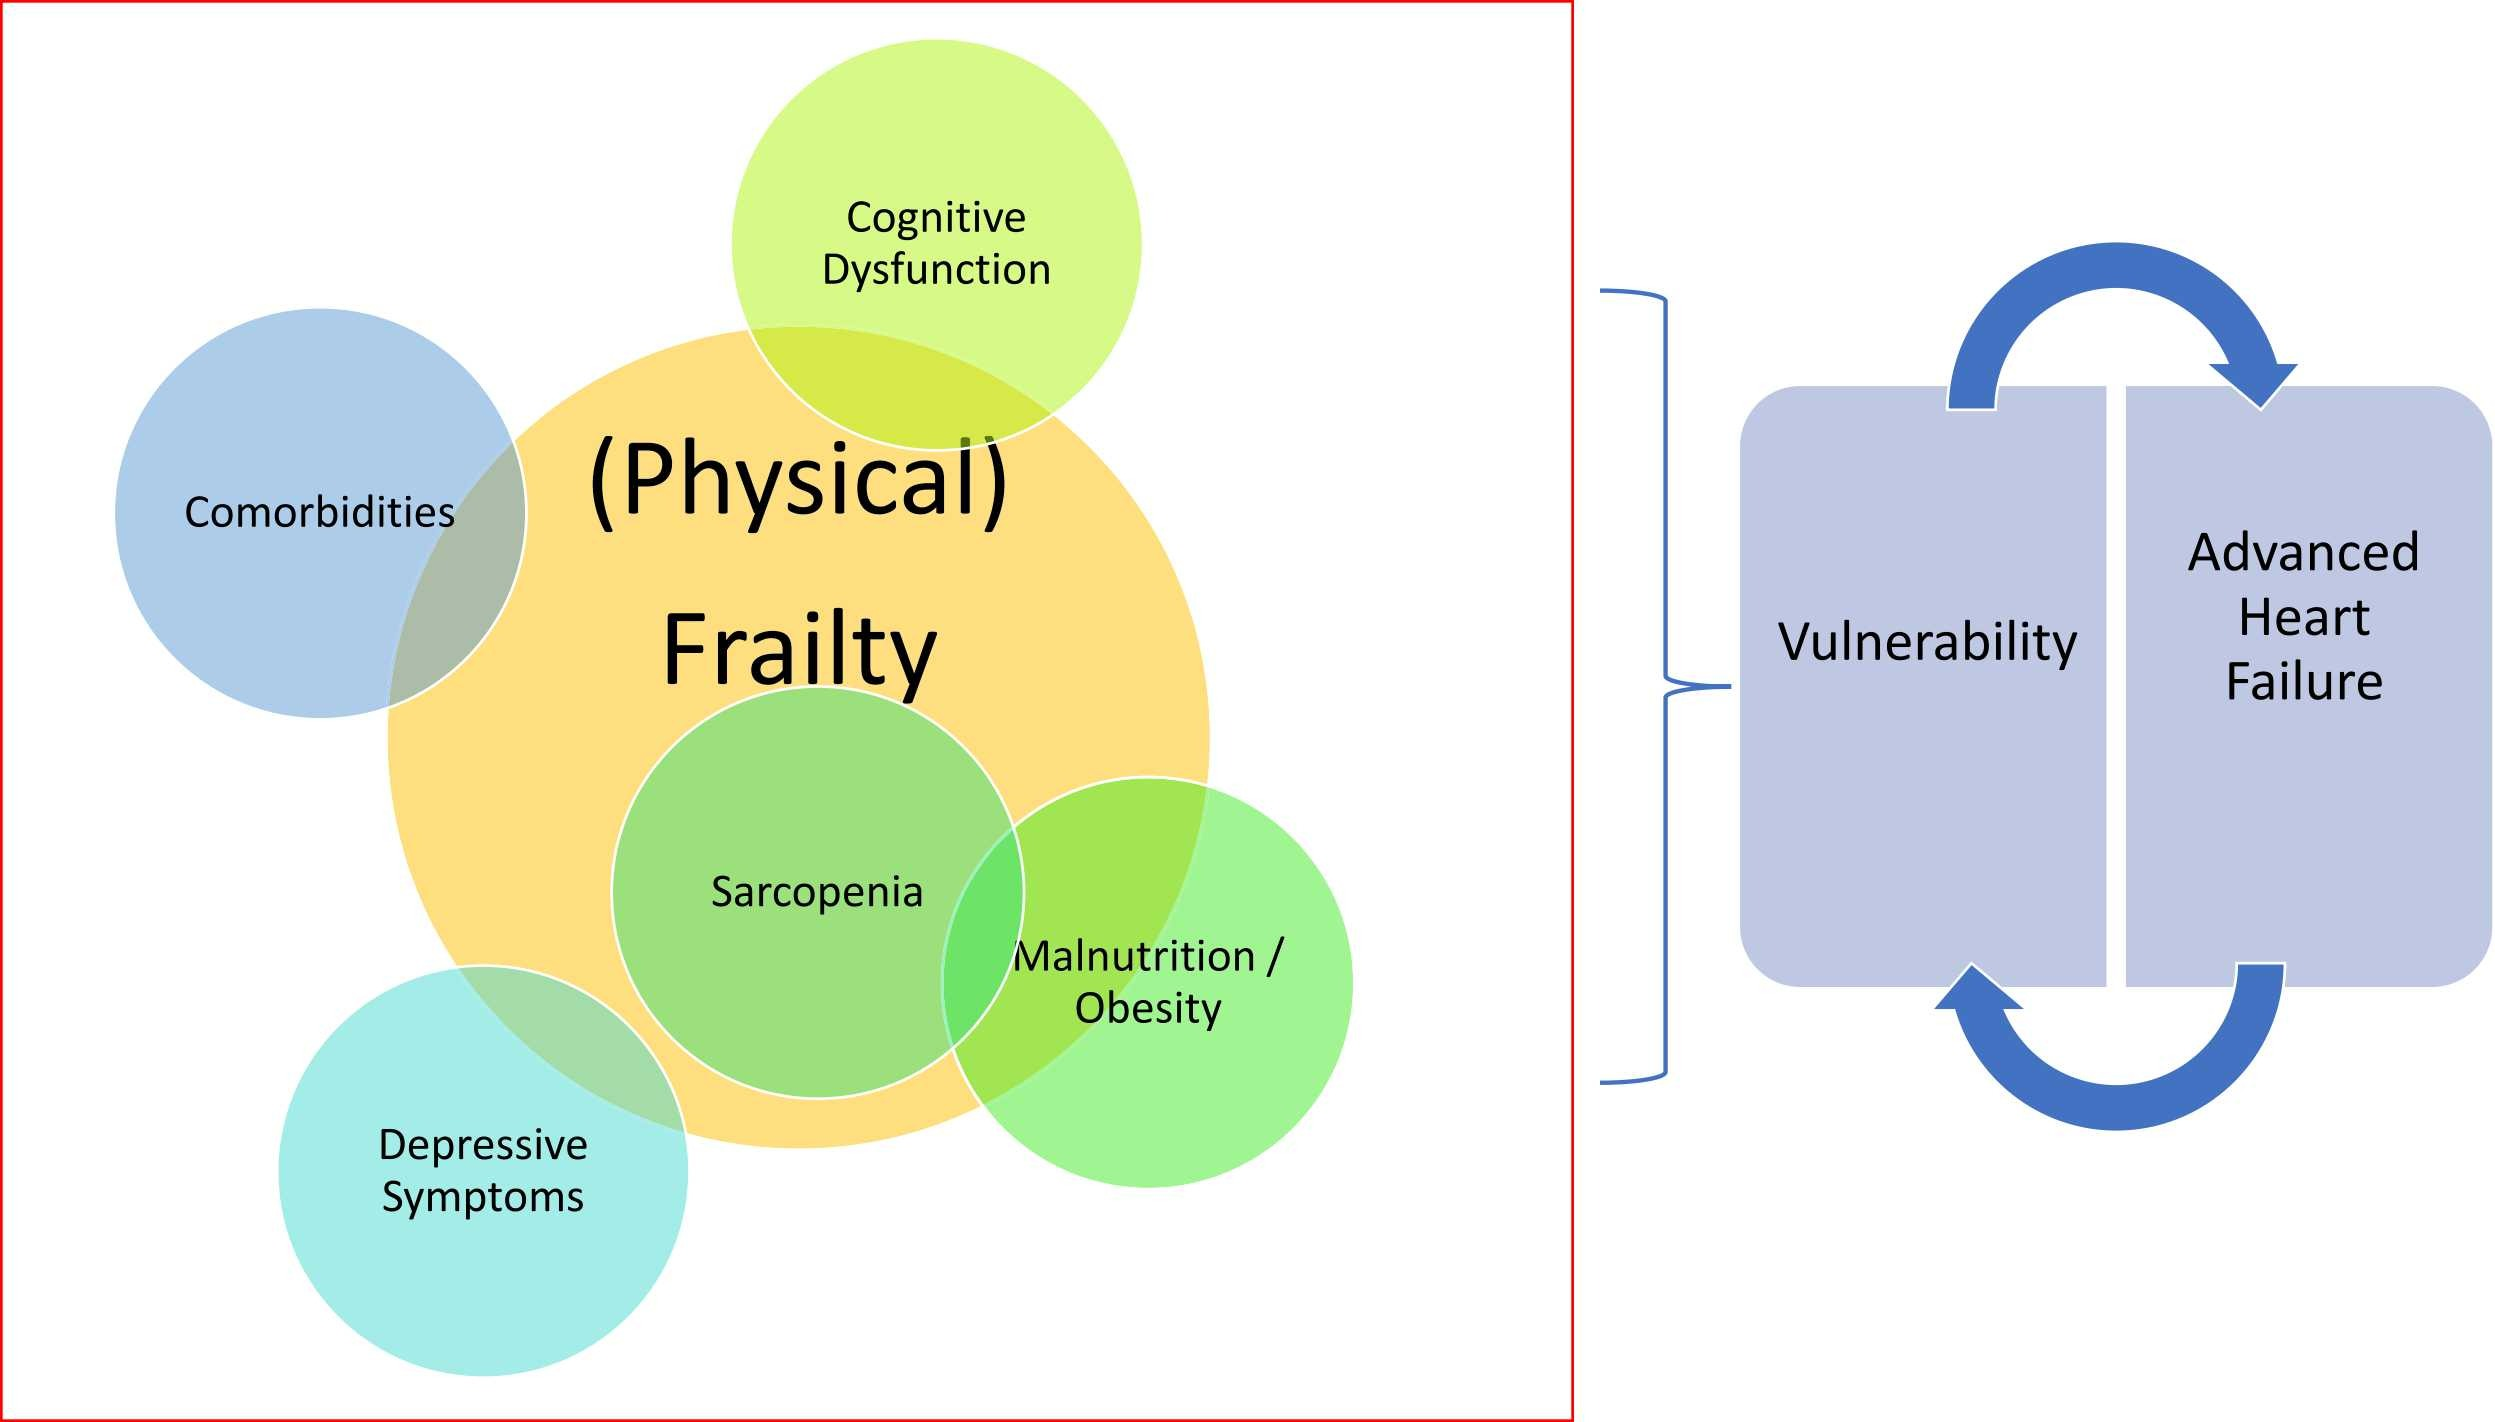 Cognitive
Dysfunction
Comorbidities
(Physical)
Frailty
Sarcopenia
Malnutrition /
Obesity
Depressive
Symptoms
Vulnerability
Advanced
Heart
Failure